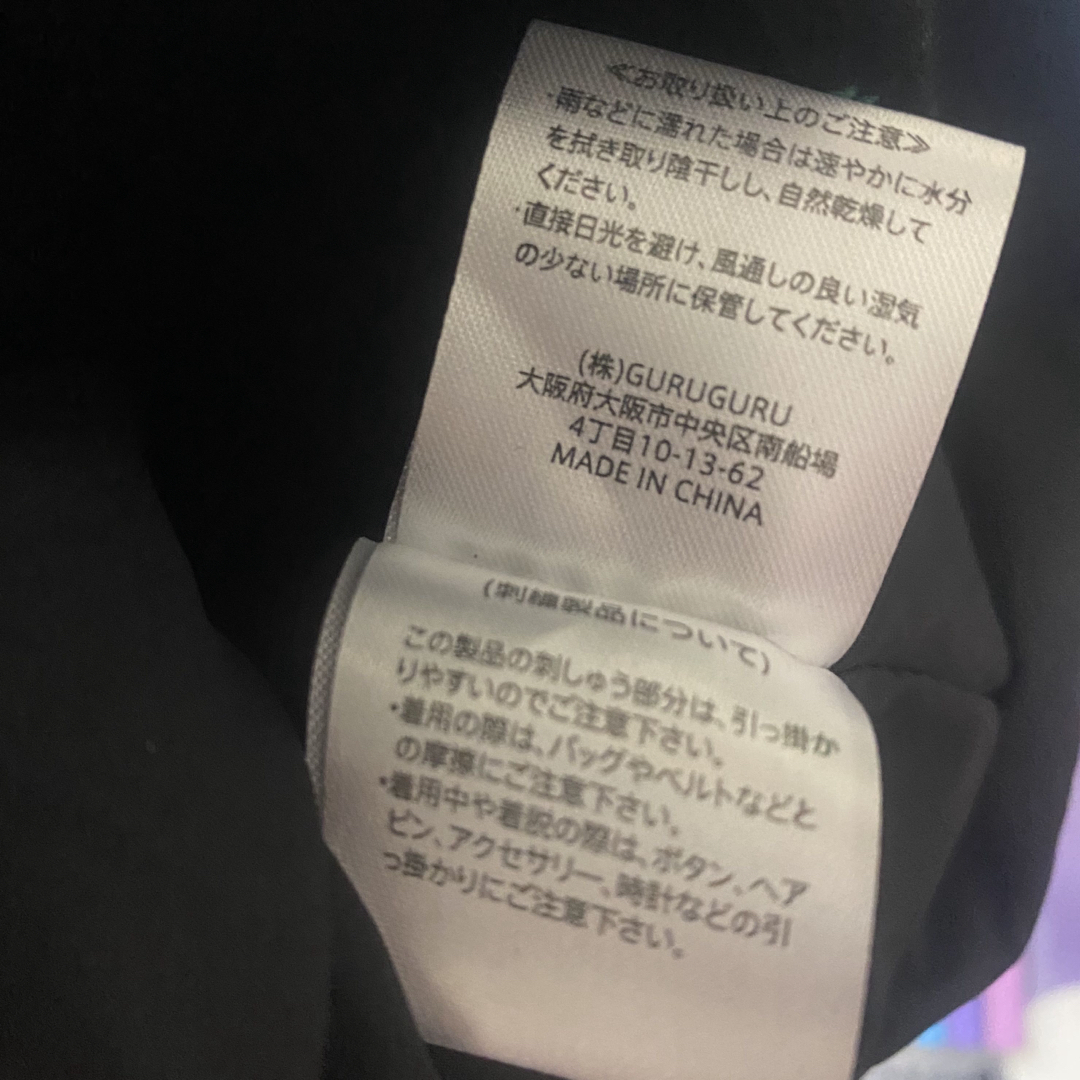 ≪お取り扱い上のご注意≫
・雨などに濡れた場合は速やかに水分
を拭き取り陰干しし、自然乾燥して
ください。
・直接日光を避け、風通しの良い湿気
の少ない場所に保管してください。
(株)GURUGURU
大阪府大阪市中央区南船場
4丁目10-13-62
MADE IN CHINA
(刺繍製品について)
この製品の刺しゅう部分は、引っ掛か
りやすいのでご注意下さい。
・着用の際は、バッグやベルトなどと
の摩擦にご注意下さい。
・着用中や着脱の際は、ボタン、ヘア
ピン、アクセサリー、時計などの引
っ掛かりにご注意下さい。